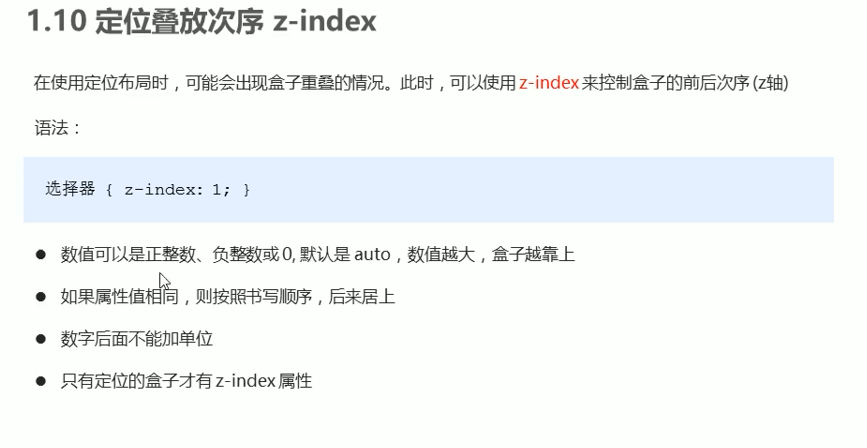 1.10 定位叠放次序 z-index
在使用定位布局时，可能会出现盒子重叠的情况。此时，可以使用 z-index 来控制盒子的前后次序 (z轴)
语法：
选择器 { z-index: 1; }
● 数值可以是正整数、负整数或 0, 默认是 auto，数值越大，盒子越靠上
● 如果属性值相同，则按照书写顺序，后来居上
● 数字后面不能加单位
● 只有定位的盒子才有 z-index 属性